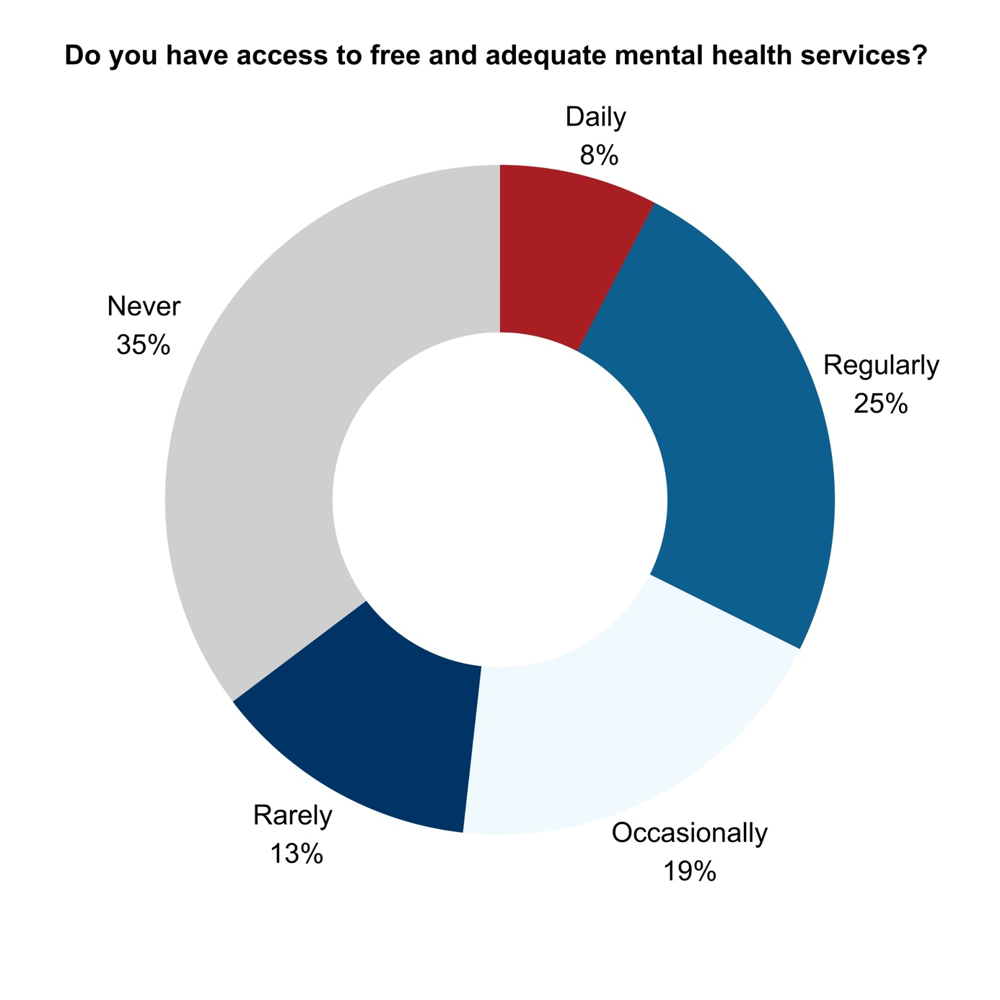 Do you have access to free and adequate mental health services?
Daily
8%
Regularly
25%
Occasionally
19%
Rarely
13%
Never
35%